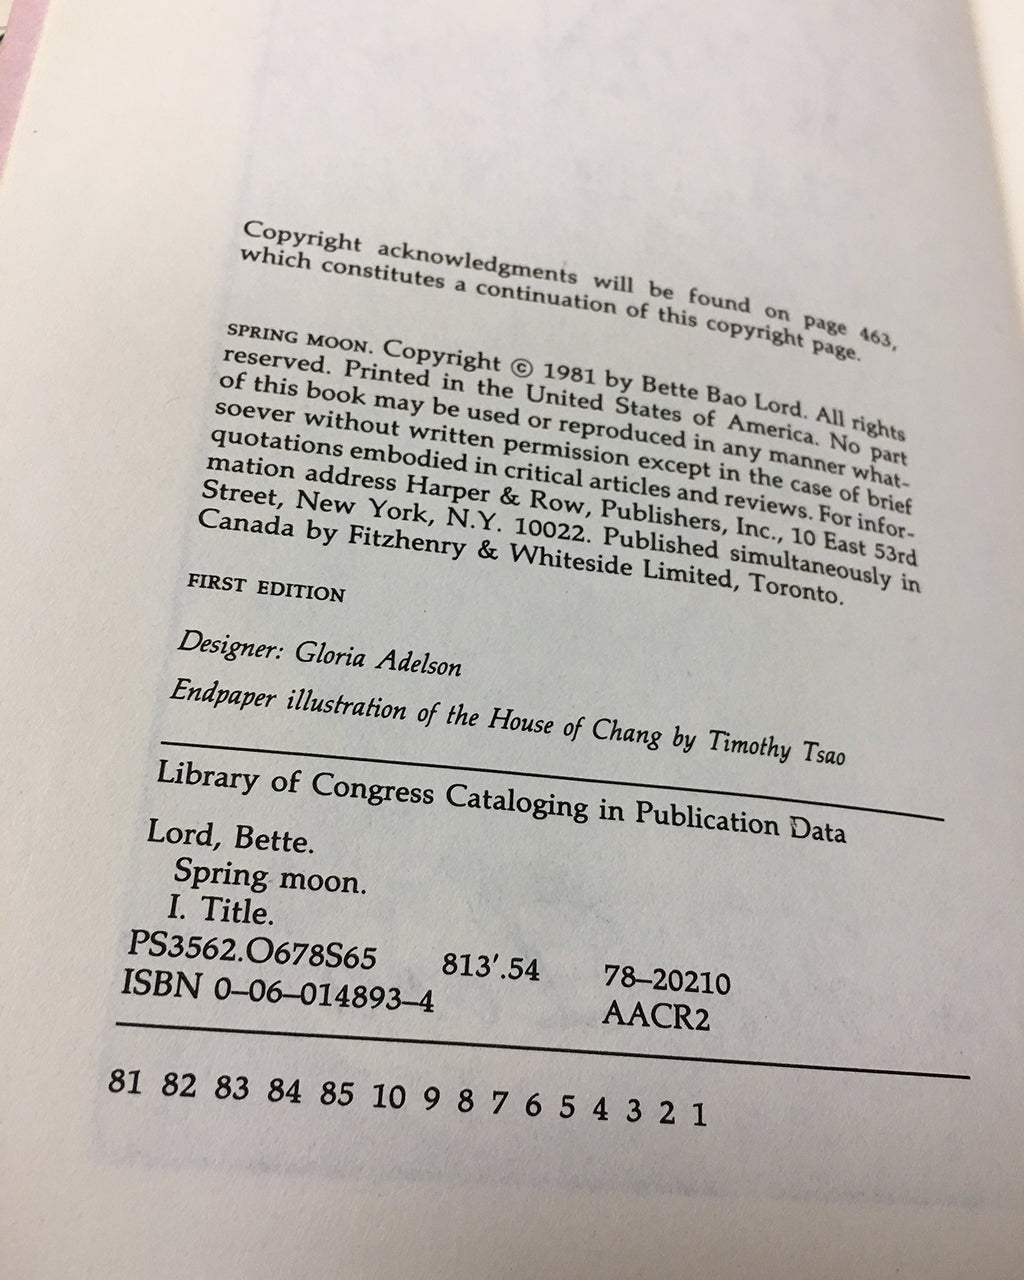 Copyright acknowledgments will be found on page 463,
which constitutes a continuation of this copyright page.
SPRING MOON. Copyright © 1981 by Bette Bao Lord. All rights
reserved. Printed in the United States of America. No part
of this book may be used or reproduced in any manner what-
soever without written permission except in the case of brief
quotations embodied in critical articles and reviews. For infor-
mation address Harper & Row, Publishers, Inc., 10 East 53rd
Street, New York, N.Y. 10022. Published simultaneously in
Canada by Fitzhenry & Whiteside Limited, Toronto.
FIRST EDITION
Designer: Gloria Adelson
Endpaper illustration of the House of Chang by Timothy Tsao
Library of Congress Cataloging in Publication Data
Lord, Bette.
Spring moon.
I. Title.
PS3562.O678S65 813′.54 78–20210
ISBN 0–06–014893–4 AACR2
81 82 83 84 85 10 9 8 7 6 5 4 3 2 1